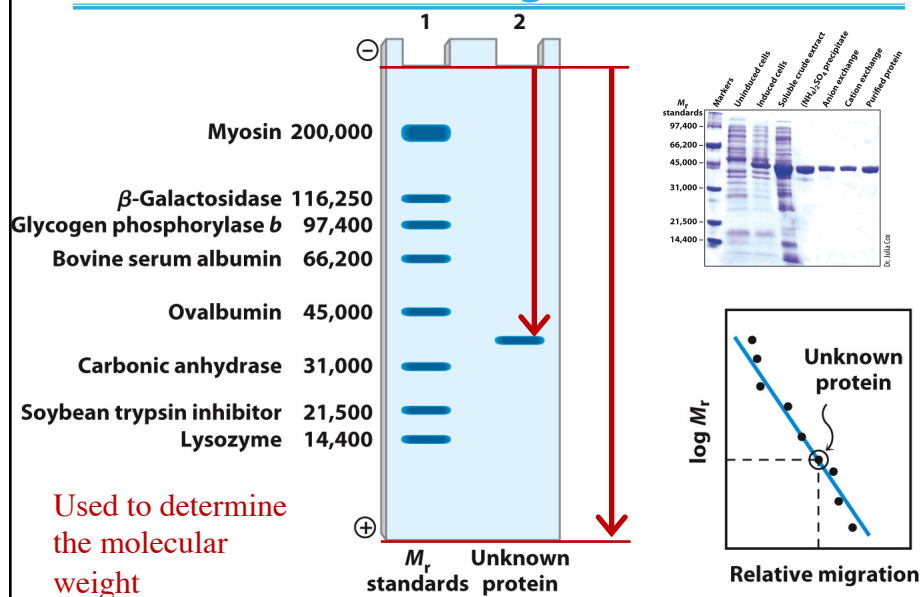 1 2
−
Myosin 200,000
β-Galactosidase 116,250
Glycogen phosphorylase b 97,400
Bovine serum albumin 66,200
Ovalbumin 45,000
Carbonic anhydrase 31,000
Soybean trypsin inhibitor 21,500
Lysozyme 14,400
+
Mr
standards
Unknown
protein
Used to determine
the molecular
weight
Mr
standards
Markers
Uninduced cells
Induced cells
Soluble crude extract
(NH4)2SO4 precipitate
Anion exchange
Cation exchange
Purified protein
97,400
66,200
45,000
31,000
21,500
14,400
Dr. Julia Cox
log Mr
Unknown
protein
Relative migration